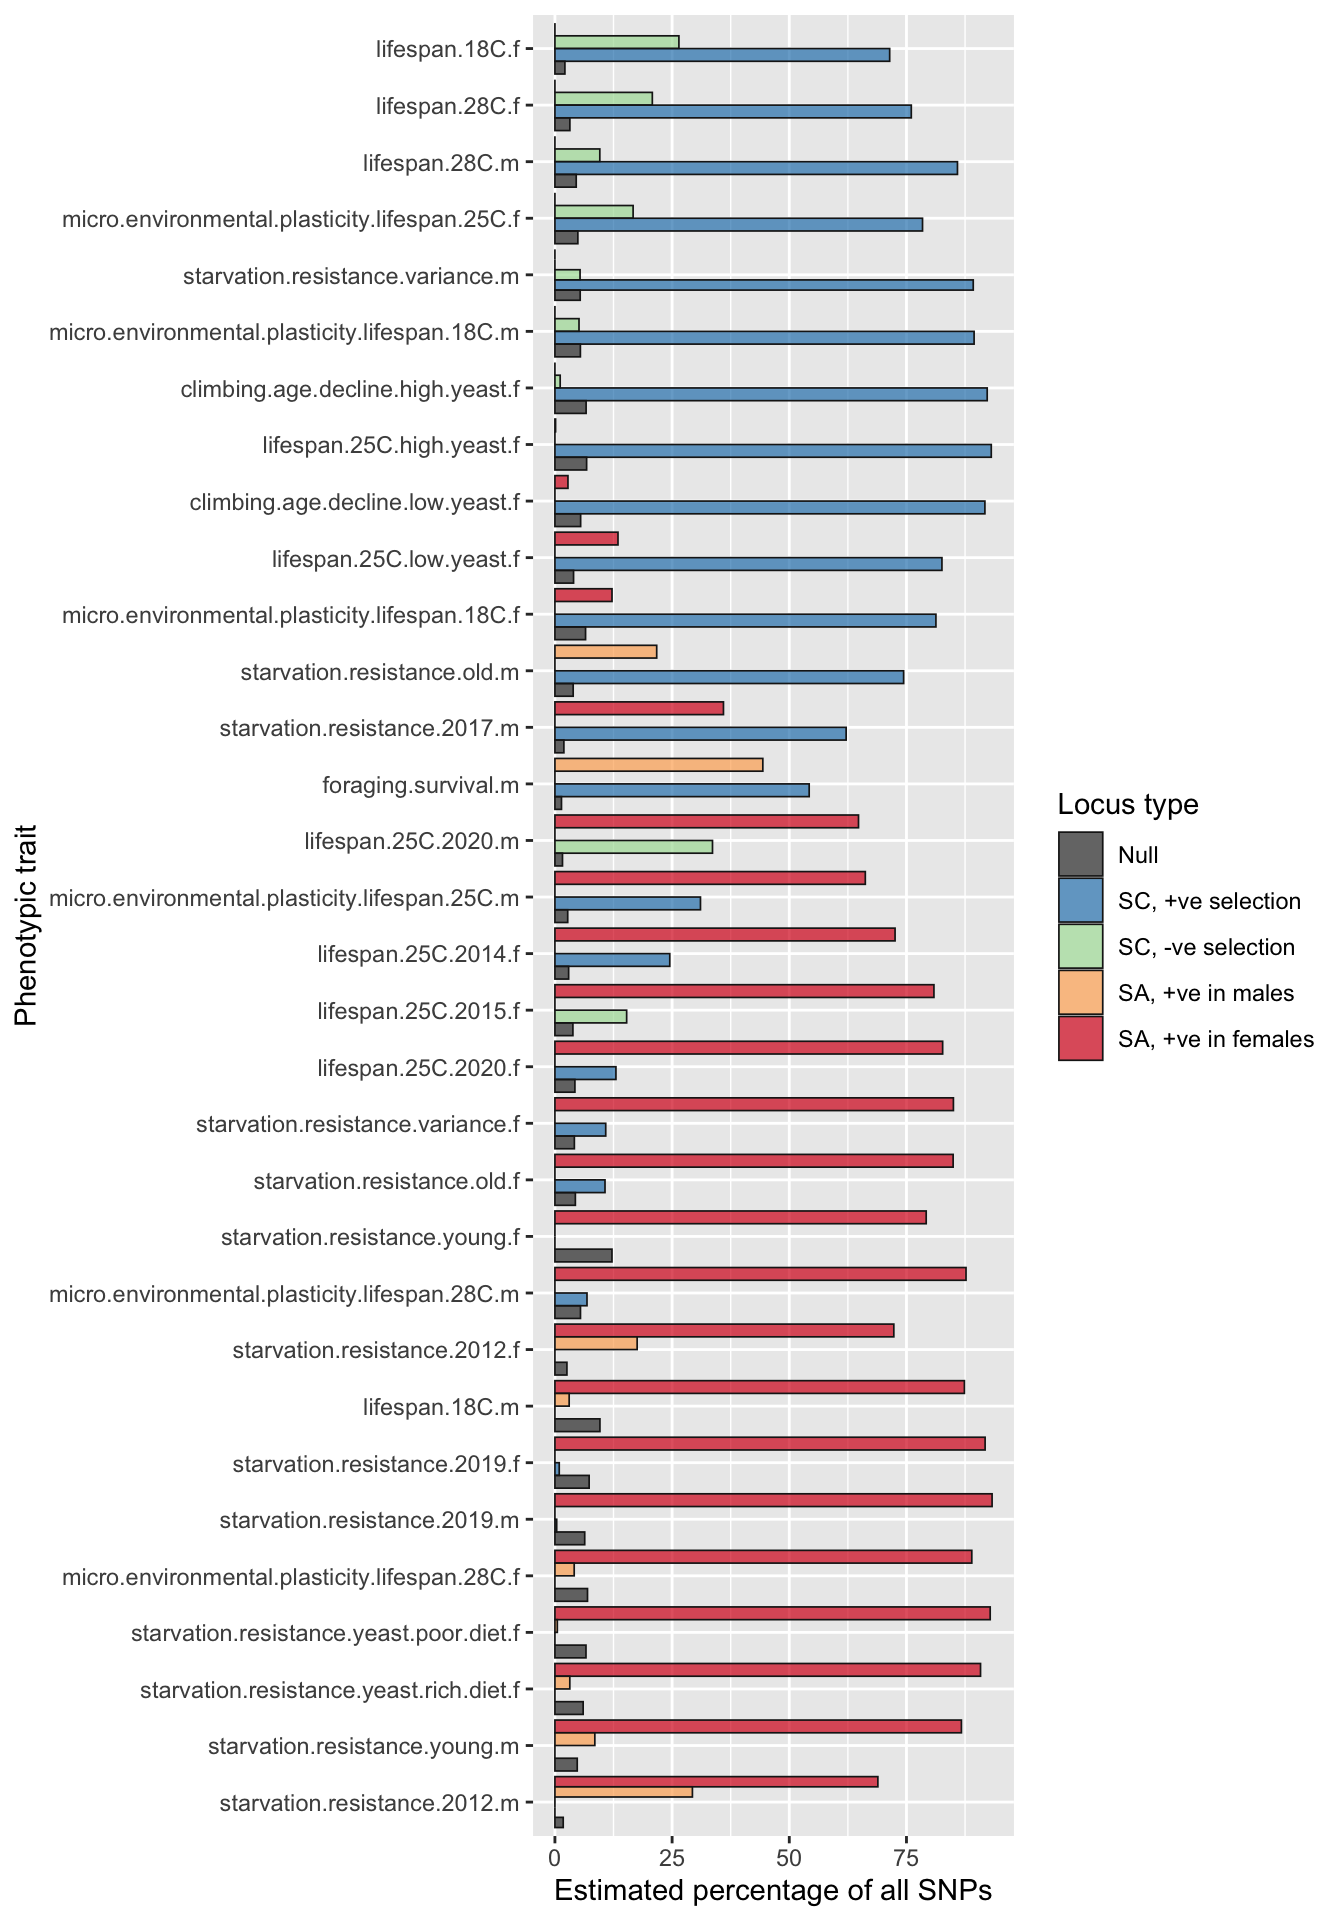 lifespan.18C.f
lifespan.28C.f
lifespan.28C.m
micro.environmental.plasticity.lifespan.25C.f
starvation.resistance.variance.m
micro.environmental.plasticity.lifespan.18C.m
climbing.age.decline.high.yeast.f
lifespan.25C.high.yeast.f
climbing.age.decline.low.yeast.f
lifespan.25C.low.yeast.f
micro.environmental.plasticity.lifespan.18C.f
starvation.resistance.old.m
starvation.resistance.2017.m
foraging.survival.m
lifespan.25C.2020.m
micro.environmental.plasticity.lifespan.25C.m
lifespan.25C.2014.f
lifespan.25C.2015.f
lifespan.25C.2020.f
starvation.resistance.variance.f
starvation.resistance.old.f
starvation.resistance.young.f
micro.environmental.plasticity.lifespan.28C.m
starvation.resistance.2012.f
lifespan.18C.m
starvation.resistance.2019.f
starvation.resistance.2019.m
micro.environmental.plasticity.lifespan.28C.f
starvation.resistance.yeast.poor.diet.f
starvation.resistance.yeast.rich.diet.f
starvation.resistance.young.m
starvation.resistance.2012.m
Phenotypic trait
0 25 50 75
Estimated percentage of all SNPs
Locus type
Null
SC, +ve selection
SC, -ve selection
SA, +ve in males
SA, +ve in females